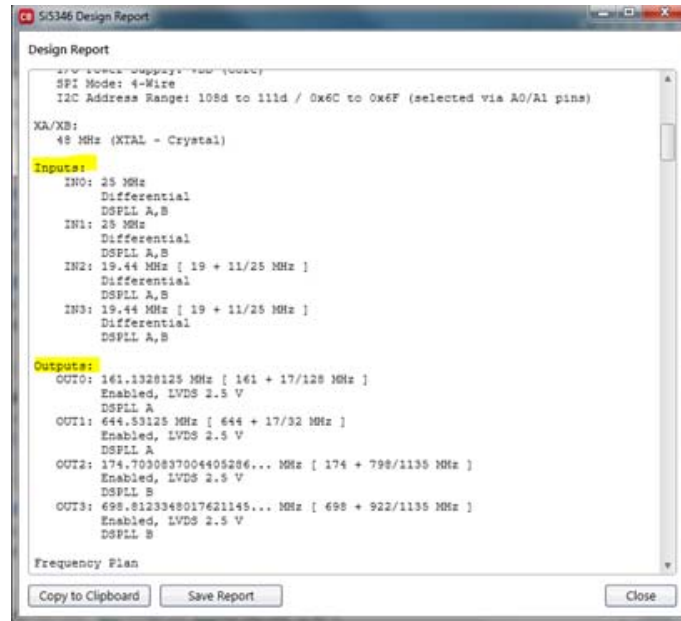 CB Si5346 Design Report
Design Report
I/O Power Supply: VDD (Core)
SPI Mode: 4-Wire
I2C Address Range: 108d to 111d / 0x6C to 0x6F (selected via A0/A1 pins)
XA/XB:
48 MHz (XTAL - Crystal)
Inputs:
IN0: 25 MHz
Differential
DSPLL A,B
IN1: 25 MHz
Differential
DSPLL A,B
IN2: 19.44 MHz [ 19 + 11/25 MHz ]
Differential
DSPLL A,B
IN3: 19.44 MHz [ 19 + 11/25 MHz ]
Differential
DSPLL A,B
Outputs:
OUT0: 161.1328125 MHz [ 161 + 17/128 MHz ]
Enabled, LVDS 2.5 V
DSPLL A
OUT1: 644.53125 MHz [ 644 + 17/32 MHz ]
Enabled, LVDS 2.5 V
DSPLL A
OUT2: 174.7030837004405286... MHz [ 174 + 798/1135 MHz ]
Enabled, LVDS 2.5 V
DSPLL B
OUT3: 698.8123348017621145... MHz [ 698 + 922/1135 MHz ]
Enabled, LVDS 2.5 V
DSPLL B
Frequency Plan
Copy to Clipboard Save Report Close